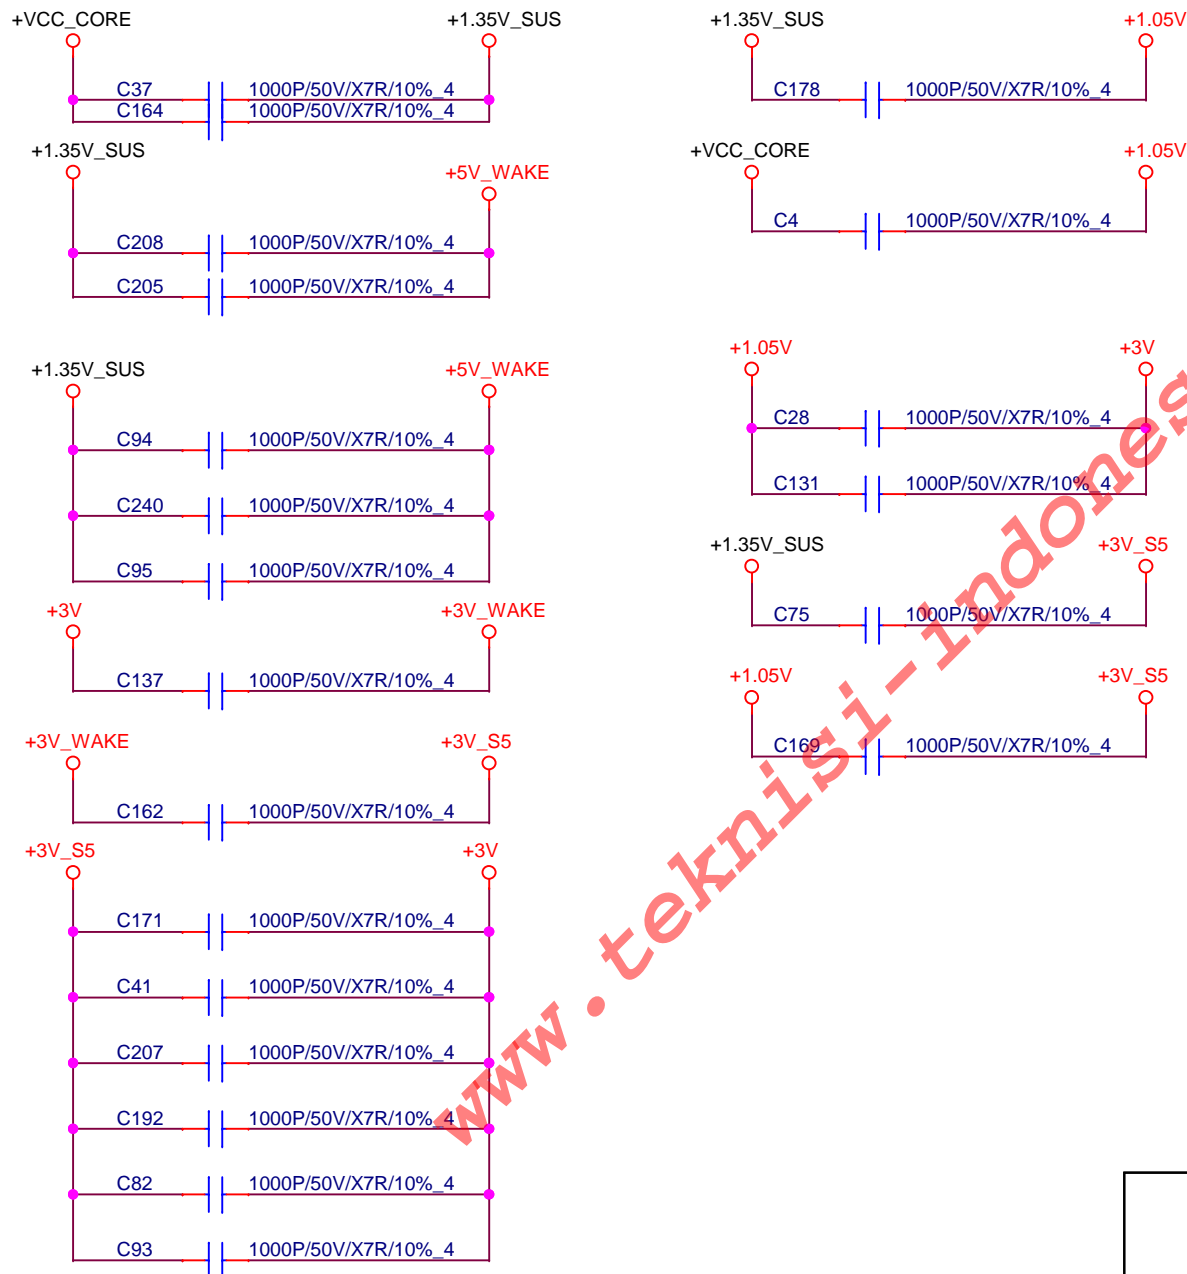 +VCC_CORE +1.35V_SUS
C37 1000P/50V/X7R/10%_4
C164 1000P/50V/X7R/10%_4
+1.35V_SUS +5V_WAKE
C208 1000P/50V/X7R/10%_4
C205 1000P/50V/X7R/10%_4
+1.35V_SUS +5V_WAKE
C94 1000P/50V/X7R/10%_4
C240 1000P/50V/X7R/10%_4
C95 1000P/50V/X7R/10%_4
+3V +3V_WAKE
C137 1000P/50V/X7R/10%_4
+3V_WAKE +3V_S5
C162 1000P/50V/X7R/10%_4
+3V_S5 +3V
C171 1000P/50V/X7R/10%_4
C41 1000P/50V/X7R/10%_4
C207 1000P/50V/X7R/10%_4
C192 1000P/50V/X7R/10%_4
C82 1000P/50V/X7R/10%_4
C93 1000P/50V/X7R/10%_4
+1.35V_SUS +1.05V
C178 1000P/50V/X7R/10%_4
+VCC_CORE +1.05V
C4 1000P/50V/X7R/10%_4
+1.05V +3V
C28 1000P/50V/X7R/10%_4
C131 1000P/50V/X7R/10%_4
+1.35V_SUS +3V_S5
C75 1000P/50V/X7R/10%_4
+1.05V +3V_S5
C169 1000P/50V/X7R/10%_4
www.teknisi-indones